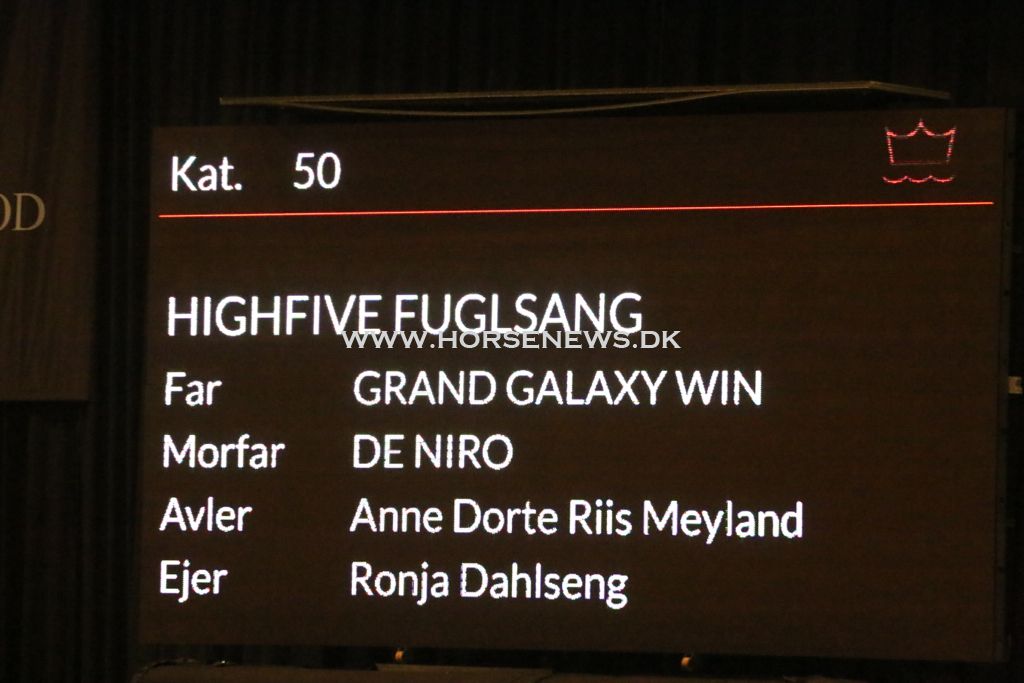 Kat. 50
HIGHFIVE FUGLSANG
WWW.HORSENEWS.DK
Far GRAND GALAXY WIN
Morfar DE NIRO
Avler Anne Dorte Riis Meyland
Ejer Ronja Dahlseng